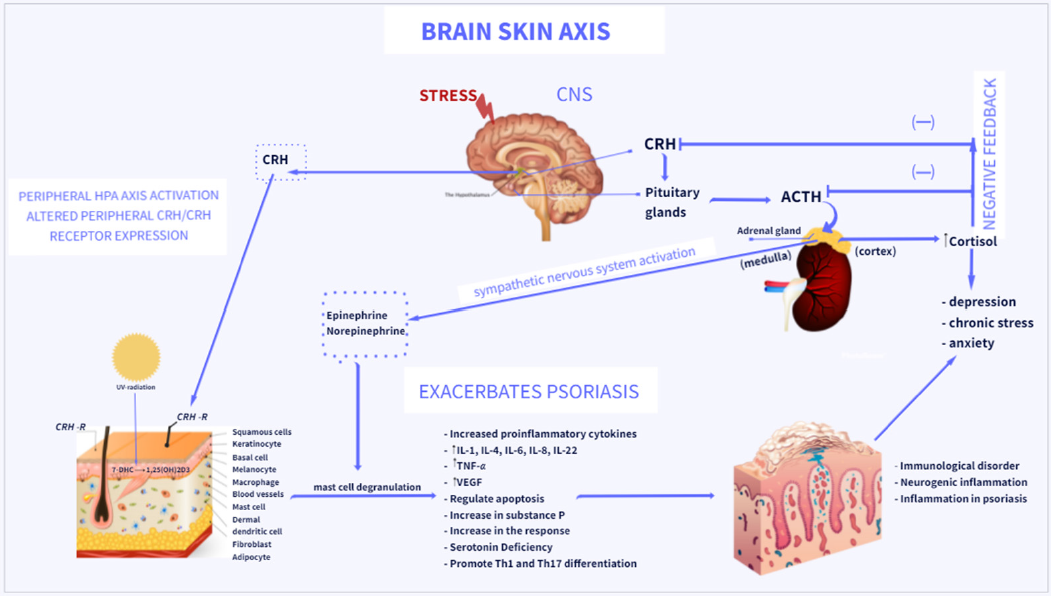 BRAIN SKIN AXIS
STRESS
CNS
(—)
CRH
CRH
(—)
The Hypothalamus
Pituitary
glands
ACTH
NEGATIVE FEEDBACK
PERIPHERAL HPA AXIS ACTIVATION
ALTERED PERIPHERAL CRH/CRH
RECEPTOR EXPRESSION
Adrenal gland
(medulla)
(cortex)
↑Cortisol
sympathetic nervous system activation
- depression
- chronic stress
- anxiety
Epinephrine
Norepinephrine
UV-radiation
EXACERBATES PSORIASIS
CRH -R
CRH -R
7-DHC→1,25(OH)2D3
Squamous cells
Keratinocyte
Basal cell
Melanocyte
Macrophage
Blood vessels
Mast cell
Dermal
dendritic cell
Fibroblast
Adipocyte
mast cell degranulation
- Increased proinflammatory cytokines
- ↑IL-1, IL-4, IL-6, IL-8, IL-22
- ↑TNF-α
- ↑VEGF
- Regulate apoptosis
- Increase in substance P
- Increase in the response
- Serotonin Deficiency
- Promote Th1 and Th17 differentiation
- Immunological disorder
- Neurogenic inflammation
- Inflammation in psoriasis